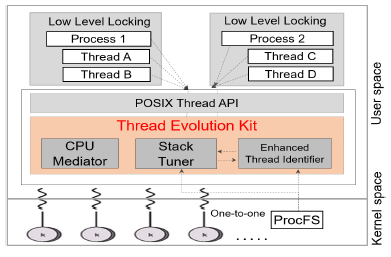 Low Level Locking
Process 1
Thread A
Thread B
Low Level Locking
Process 2
Thread C
Thread D
User space
POSIX Thread API
Thread Evolution Kit
CPU
Mediator
Stack
Tuner
Enhanced
Thread Identifier
Kernel space
One-to-one
ProcFS
k
k
k
k
. . . . .